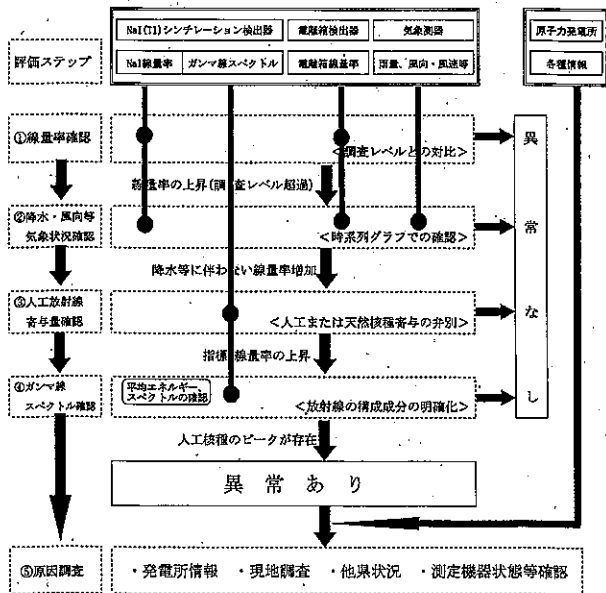 NaI(Tl)シンチレーション検出器
電離箱検出器
気象測器
原子力発電所
評価ステップ
NaI線量率
ガンマ線スペクトル
電離箱線量率
雨量、風向・風速等
各種情報
①線量率確認
<調査レベルとの対比>
異
線量率の上昇(調査レベル超過)
②降水・風向等
気象状況確認
<時系列グラフでの確認>
常
降水等に伴わない線量率増加
③人工放射線
寄与量確認
<人工または天然核種寄与の弁別>
な
指標線量率の上昇
④ガンマ線
スペクトル確認
平均エネルギー、
スペクトルの確認
<放射線の構成成分の明確化>
し
人工核種のピークが存在
異常あり
⑤原因調査
・発電所情報 ・現地調査 ・他県状況 ・測定機器状態等確認